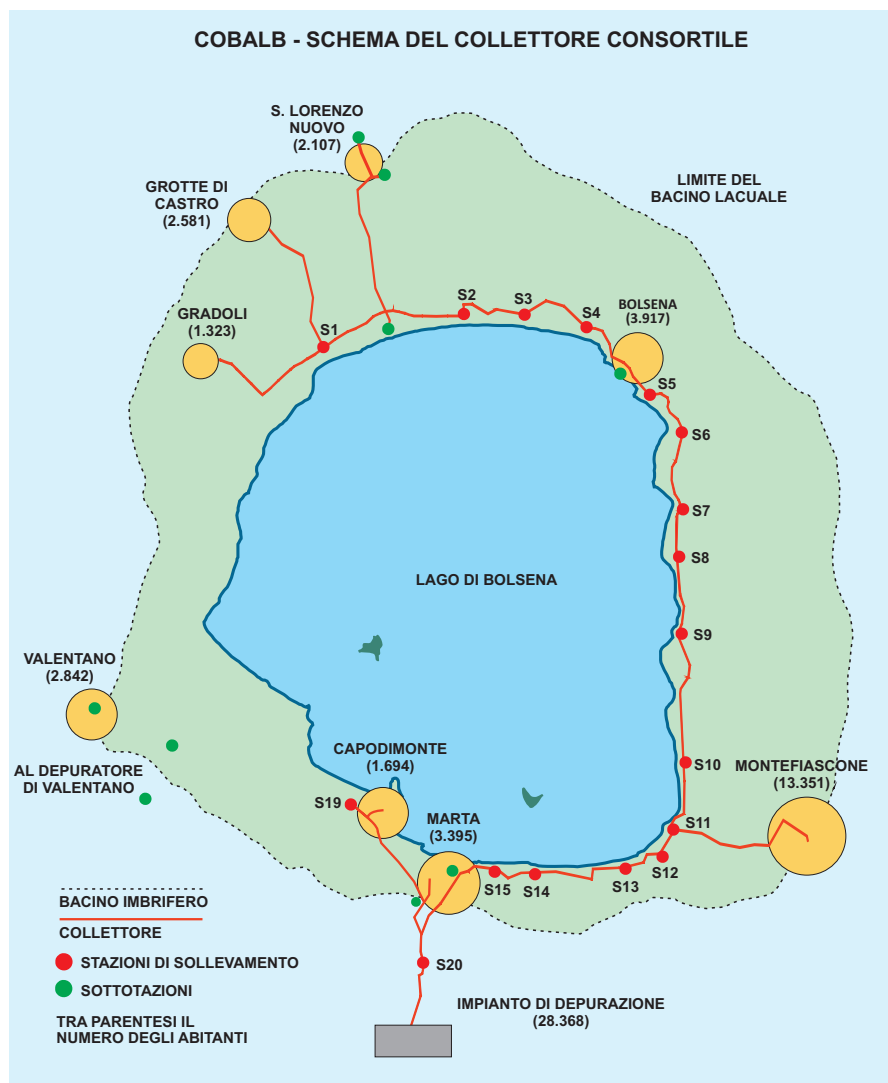 COBALB - SCHEMA DEL COLLETTORE CONSORTILE
S. LORENZO
NUOVO
(2.107)
LIMITE DEL
BACINO LACUALE
GROTTE DI
CASTRO
(2.581)
GRADOLI
(1.323)
S1
S2
S3
S4
BOLSENA
(3.917)
S5
S6
S7
S8
LAGO DI BOLSENA
S9
VALENTANO
(2.842)
CAPODIMONTE
(1.694)
S10
MONTEFIASCONE
(13.351)
AL DEPURATORE
DI VALENTANO
S19
MARTA
(3.395)
S11
S12
S13
S14
S15
BACINO IMBRIFERO
COLLETTORE
STAZIONI DI SOLLEVAMENTO
S20
SOTTOTAZIONI
IMPIANTO DI DEPURAZIONE
(28.368)
TRA PARENTESI IL
NUMERO DEGLI ABITANTI